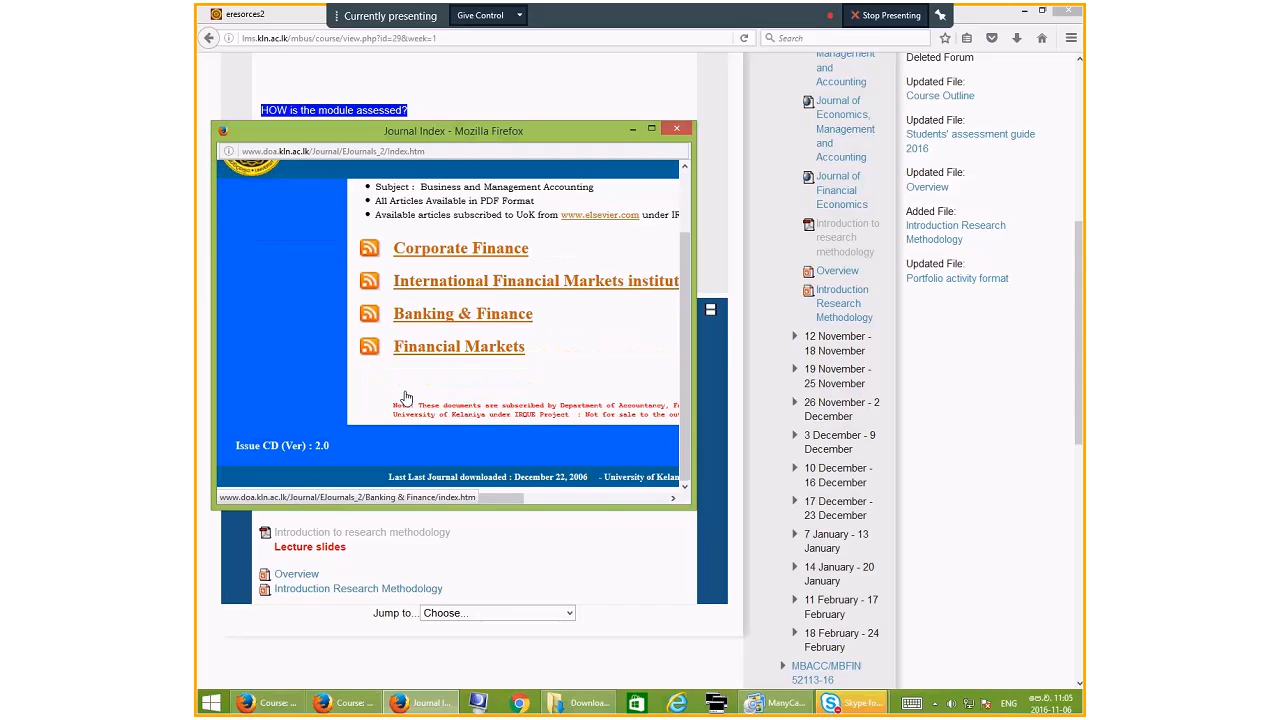 eresorces2
Currently presenting
Give Control
Stop Presenting
lms.kln.ac.lk/mbus/course/view.php?id=29&week=1
Search
HOW is the module assessed?
Journal Index - Mozilla Firefox
www.doa.kln.ac.lk/Journal/EJournals_2/Index.htm
Subject : Business and Management Accounting
All Articles Available in PDF Format
Available articles subscribed to UoK from www.elsevier.com under IR
Corporate Finance
International Financial Markets institut
Banking & Finance
Financial Markets
These documents are subscribed by Department of Accountancy,
University of Kelaniya under IRQUE Project : Not for sale to the ou
Issue CD (Ver) : 2.0
Last Last Journal downloaded : December 22, 2006 - University of Kelan
www.doa.kln.ac.lk/Journal/EJournals_2/Banking & Finance/index.htm
Introduction to research methodology
Lecture slides
Overview
Introduction Research Methodology
Jump to...
Choose...
Management
and
Accounting
Journal of
Economics,
Management
and
Accounting
Journal of
Financial
Economics
Introduction to
research
methodology
Overview
Introduction
Research
Methodology
12 November -
18 November
19 November -
25 November
26 November - 2
December
3 December - 9
December
10 December -
16 December
17 December -
23 December
7 January - 13
January
14 January - 20
January
11 February - 17
February
18 February - 24
February
MBACC/MBFIN
52113-16
Deleted Forum
Updated File:
Course Outline
Updated File:
Students' assessment guide
2016
Updated File:
Overview
Added File:
Introduction Research
Methodology
Updated File:
Portfolio activity format
Course: ...
Course: ...
Journal I...
Downloa...
ManyCa...
Skype fo...
ENG
11:05
2016-11-06